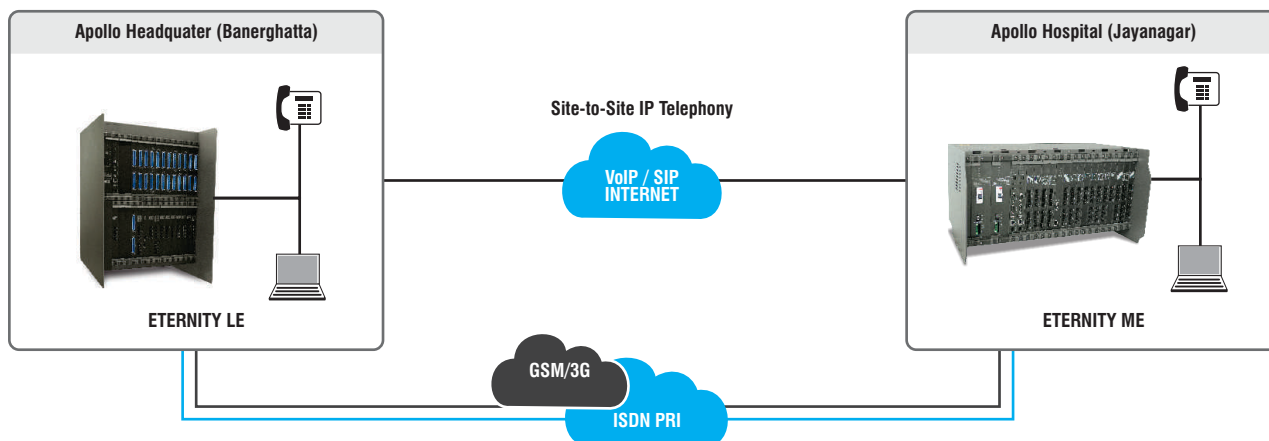 Apollo Headquater (Banerghatta)
Apollo Hospital (Jayanagar)
Site-to-Site IP Telephony
VoIP / SIP
INTERNET
ETERNITY LE
ETERNITY ME
GSM/3G
ISDN PRI